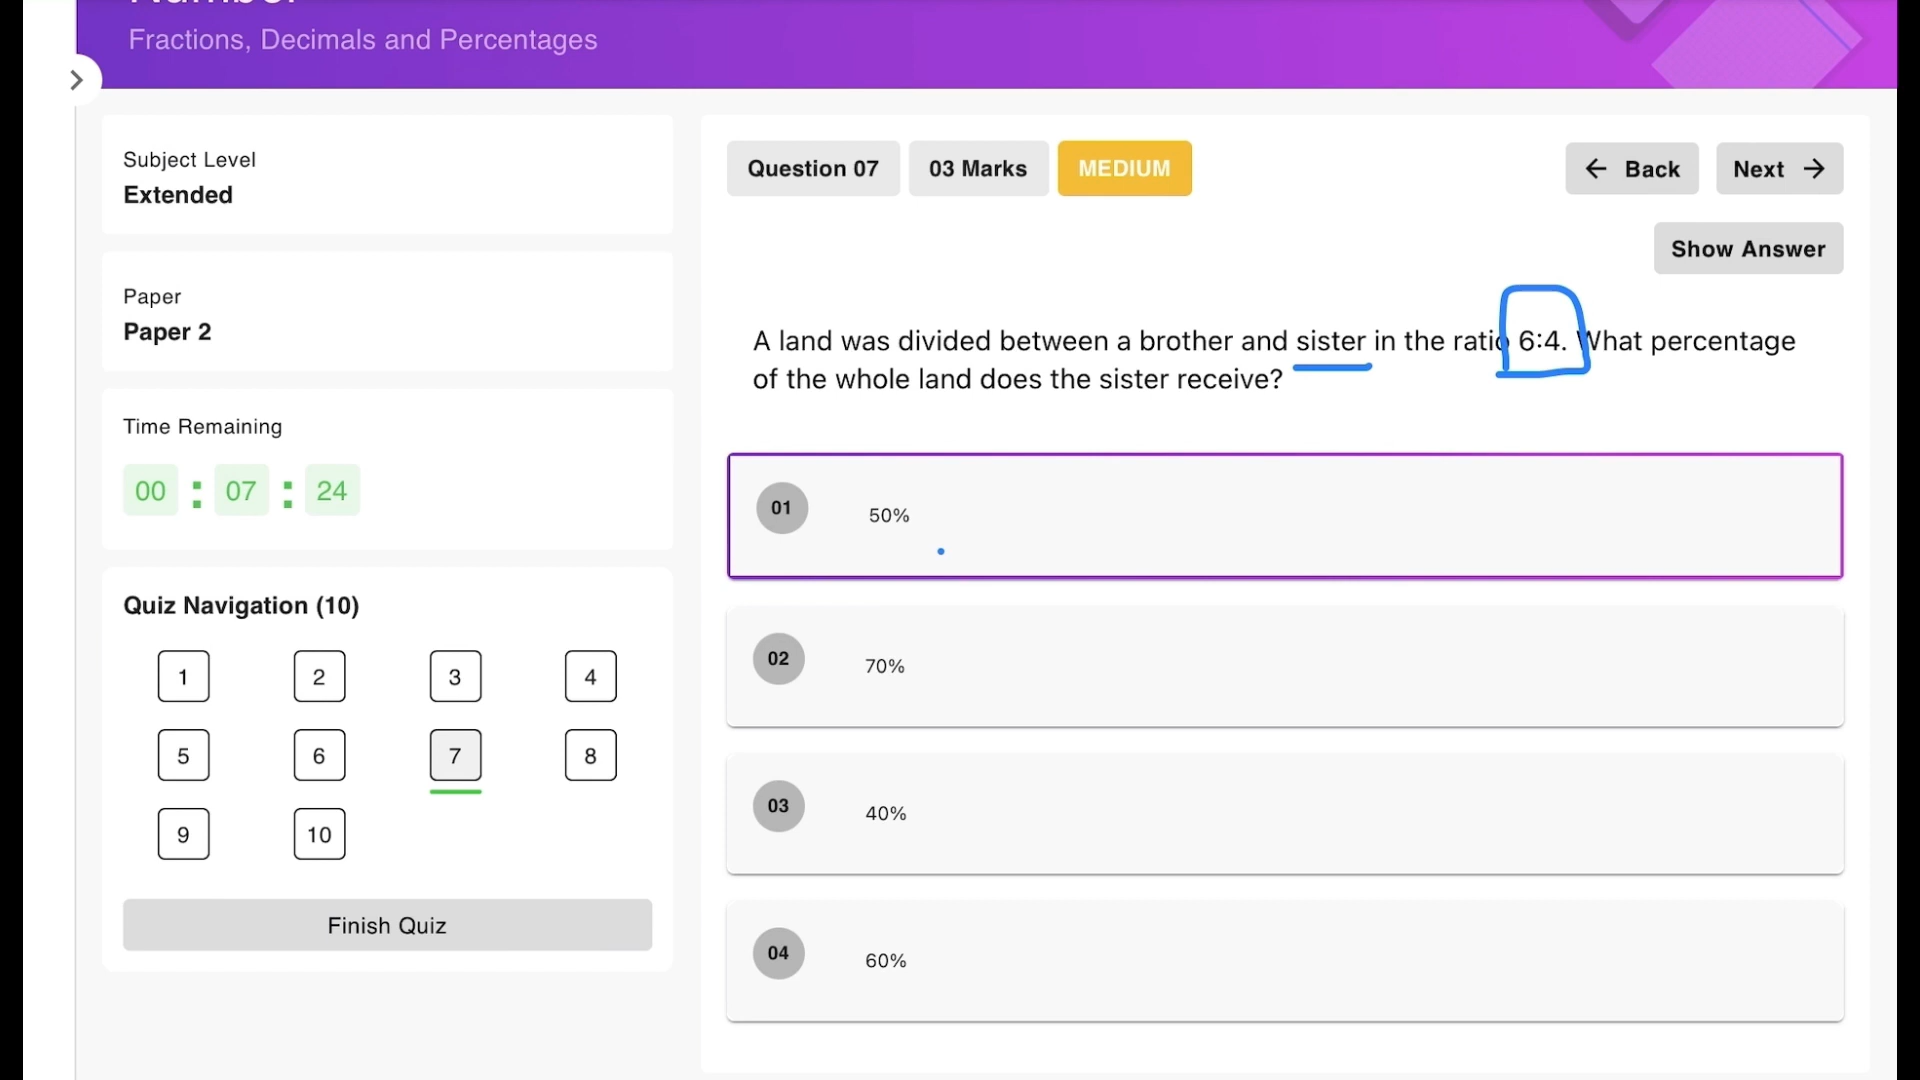 Fractions, Decimals and Percentages
Subject Level
Extended
Paper
Paper 2
Time Remaining
00 : 07 : 24
Quiz Navigation (10)
1 2 3 4
5 6 7 8
9 10
Finish Quiz
Question 07 03 Marks MEDIUM
Back Next
Show Answer
A land was divided between a brother and sister in the ratio 6:4. What percentage
of the whole land does the sister receive?
01 50%
02 70%
03 40%
04 60%